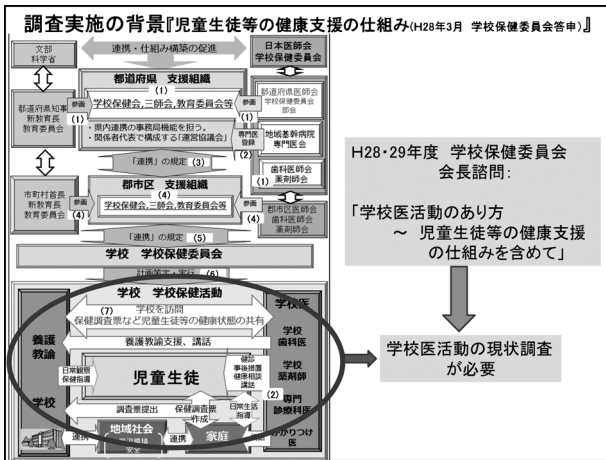 調査実施の背景『児童生徒等の健康支援の仕組み(H28年3月 学校保健委員会答申)』
文部
科学省
連携・仕組み構築の促進
日本医師会
学校保健委員会
都道府県 支援組織
(1)
学校保健会,三師会,教育委員会等
参画
(1)
参画
(1)
都道府県知事
新教育長
教育委員会
都道府県医師会
学校保健委員会
部会
・県内連携の事務局機能を担う。
・関係者代表で構成する「運営協議会」
専門医
登録
(2)
地域基幹病院
専門医会
歯科医師会
薬剤師会
(1)
「連携」の規定 (3)
郡市区 支援組織
(4)
学校保健会,三師会,教育委員会等
市町村首長
新教育長
教育委員会
参画
(4)
参画
(4)
郡市区医師会
歯科医師会
薬剤師会
「連携」の規定 (5)
学校 学校保健委員会
計画策定・実行 (6)
学校 学校保健活動
(7) 学校を訪問
保健調査票など児童生徒等の健康状態の共有
養護教諭支援、講話
養護
教諭
学校
学校医
学校
歯科医
学校
薬剤師
専門
診療科医
かかりつけ
医
日常観察
保健指導
児童生徒
健診
事後措置
健康相談
講話
(2)
調査票提出
保健調査票
作成
日常生活
指導
連携
地域社会
安全
連携
家庭
H28・29年度 学校保健委員会
会長諮問:
「学校医活動のあり方
~ 児童生徒等の健康支援
の仕組みを含めて」
学校医活動の現状調査
が必要